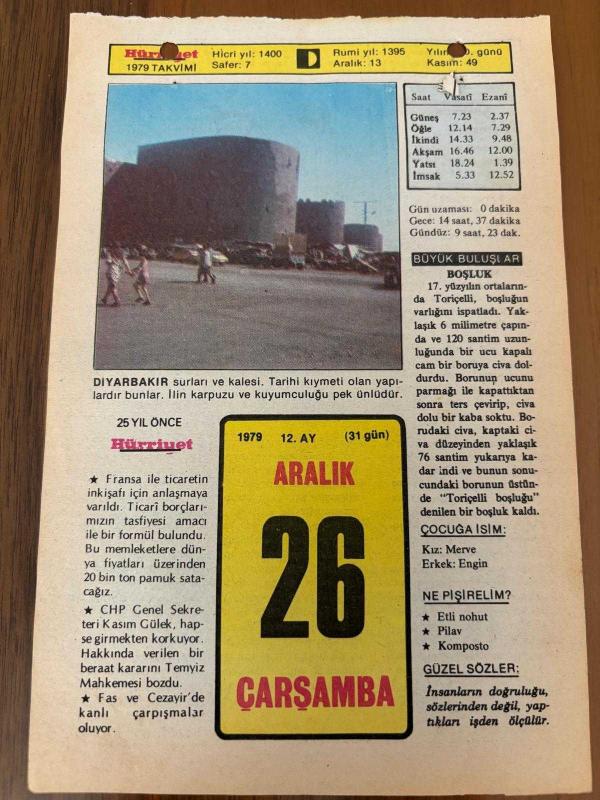 Hürriyet
1979 TAKVİMİ
Hicri yıl: 1400
Safer: 7
Rumi yıl: 1395
Aralık: 13
günü
Kasım: 49
Saat Vasatî Ezanî
Güneş 7.23 2.37
Öğle 12.14 7.29
İkindi 14.33 9.48
Akşam 16.46 12.00
Yatsı 18.24 1.39
İmsak 5.33 12.52
Gün uzaması: 0 dakika
Gece: 14 saat, 37 dakika
Gündüz: 9 saat, 23 dak.
BÜYÜK BULUŞLAR
BOŞLUK
17. yüzyılın ortaların-
da Toriçelli, boşluğun
varlığını ispatladı. Yak-
laşık 6 milimetre çapın-
da ve 120 santim uzun-
luğunda bir ucu kapalı
cam bir boruya civa dol-
durdu. Borunun ucunu
parmağı ile kapattıktan
sonra ters çevirip, civa
dolu bir kaba soktu. Bo-
rudaki civa, kaptaki ci-
va düzeyinden yaklaşık
76 santim yukarıya ka-
dar indi ve bunun sonu-
cundaki borunun üstün-
de "Toriçelli boşluğu"
denilen bir boşluk kaldı.
ÇOCUĞA İSİM:
Kız: Merve
Erkek: Engin
NE PİŞİRELİM?
★ Etli nohut
★ Pilav
★ Komposto
GÜZEL SÖZLER:
İnsanların doğruluğu,
sözlerinden değil, yap-
tıkları işden ölçülür.
DİYARBAKIR surları ve kalesi. Tarihi kıymeti olan yapı-
lardır bunlar. İlin karpuzu ve kuyumculuğu pek ünlüdür.
25 YIL ÖNCE
Hürriyet
★ Fransa ile ticaretin
inkişafı için anlaşmaya
varıldı. Ticarî borçları-
mızın tasfiyesi amacı
ile bir formül bulundu.
Bu memleketlere dün-
ya fiyatları üzerinden
20 bin ton pamuk sata-
cağız.
★ CHP Genel Sekre-
teri Kasım Gülek, hap-
se girmekten korkuyor.
Hakkında verilen bir
beraat kararını Temyiz
Mahkemesi bozdu.
★ Fas ve Cezayir'de
kanlı çarpışmalar
oluyor.
1979 12. AY (31 gün)
ARALIK
26
ÇARŞAMBA